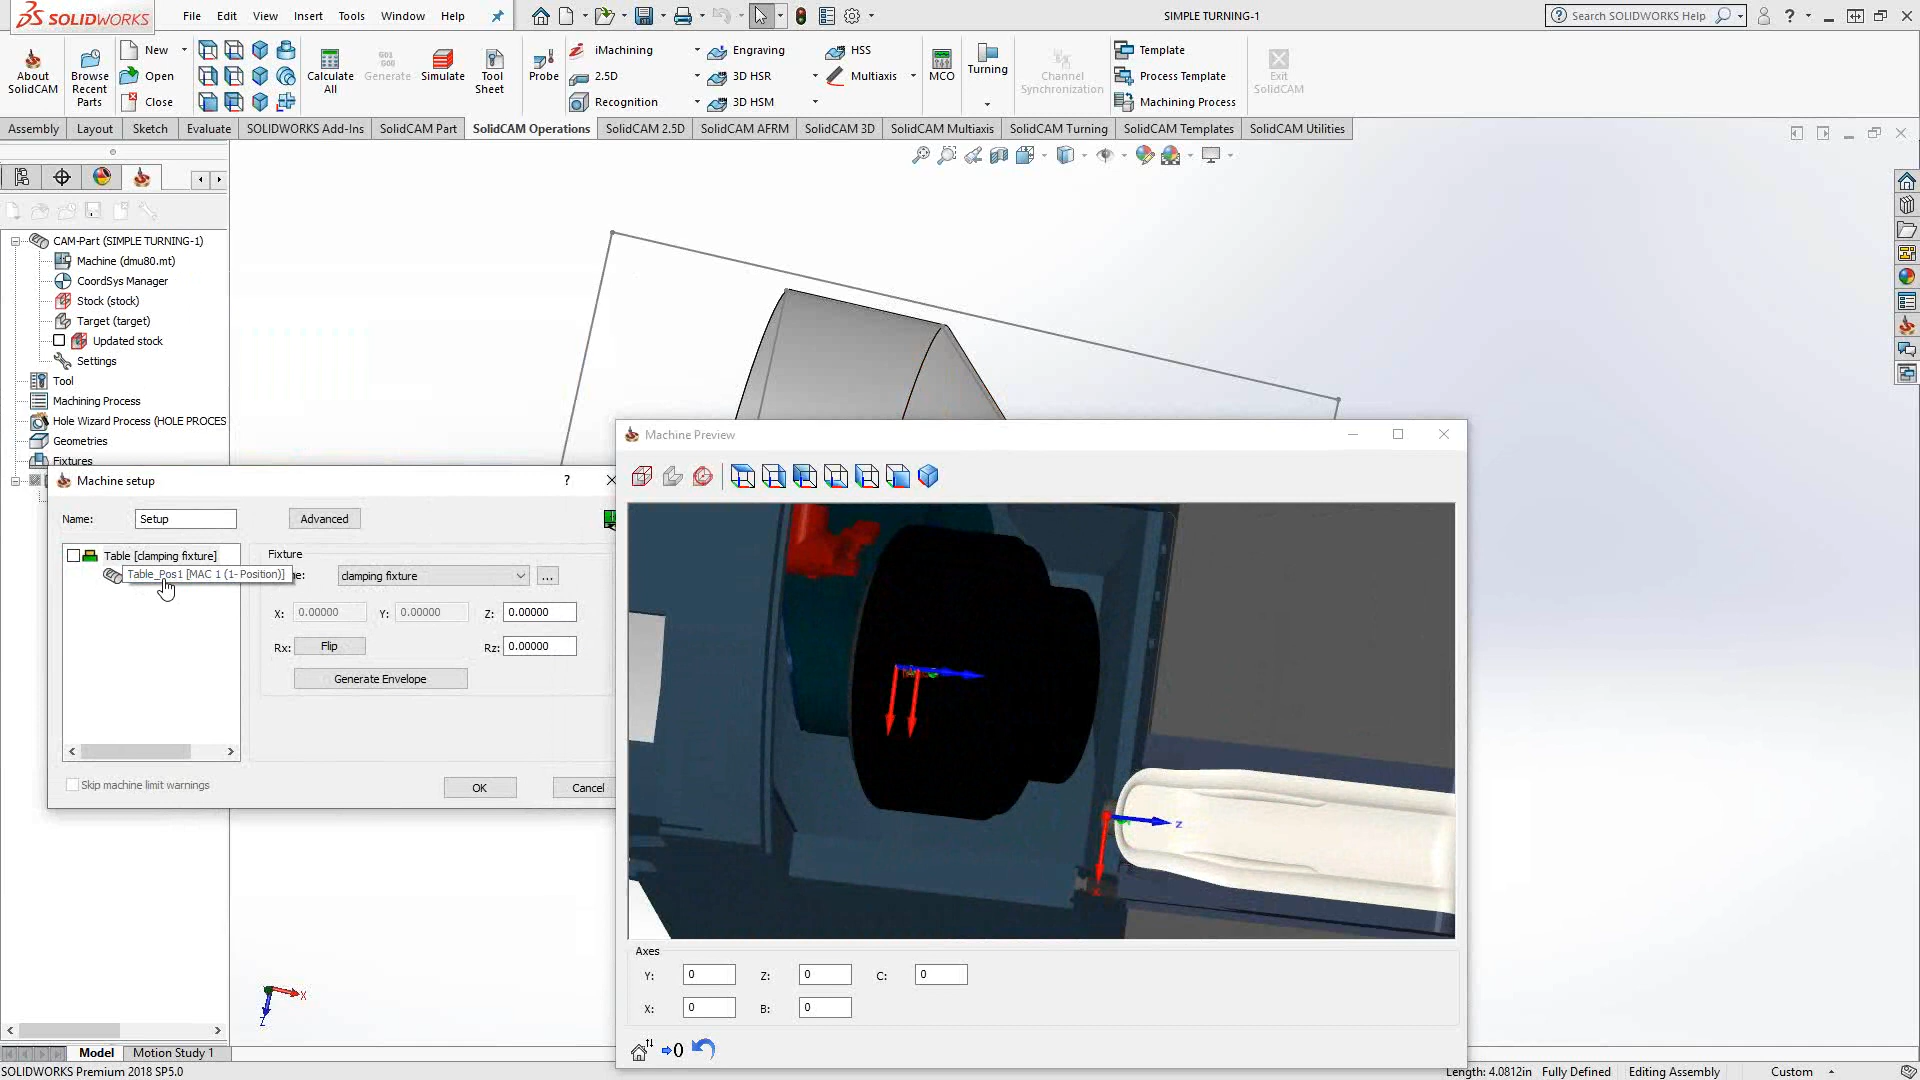 SOLIDWORKS
File Edit View Insert Tools Window Help
SIMPLE TURNING-1
Search SOLIDWORKS Help
About SolidCAM
Browse Recent Parts
New
Open
Close
Calculate All
G01 G00
Generate
Simulate
Tool Sheet
Probe
iMachining
2.5D
Recognition
Engraving
3D HSR
3D HSM
HSS
Multiaxis
MCO
Turning
Channel Synchronization
Template
Process Template
Machining Process
Exit SolidCAM
Assembly Layout Sketch Evaluate SOLIDWORKS Add-Ins SolidCAM Part SolidCAM Operations SolidCAM 2.5D SolidCAM AFRM SolidCAM 3D SolidCAM Multiaxis SolidCAM Turning SolidCAM Templates SolidCAM Utilities
CAM-Part (SIMPLE TURNING-1)
Machine (dmu80.mt)
CoordSys Manager
Stock (stock)
Target (target)
Updated stock
Settings
Tool
Machining Process
Hole Wizard Process (HOLE PROCES
Geometries
Fixtures
Machine setup
?
Name: Setup Advanced
Table [clamping fixture]
Table_Pos1 [MAC 1 (1- Position)]
Fixture
e: clamping fixture ...
X: 0.00000 Y: 0.00000 Z: 0.00000
Rx: Flip Rz: 0.00000
Generate Envelope
Skip machine limit warnings
OK Cancel
Machine Preview
Z
X
Axes
Y: 0 Z: 0 C: 0
X: 0 B: 0
0
X
Z
Model Motion Study 1
SOLIDWORKS Premium 2018 SP5.0
Length: 4.0812in Fully Defined Editing Assembly Custom